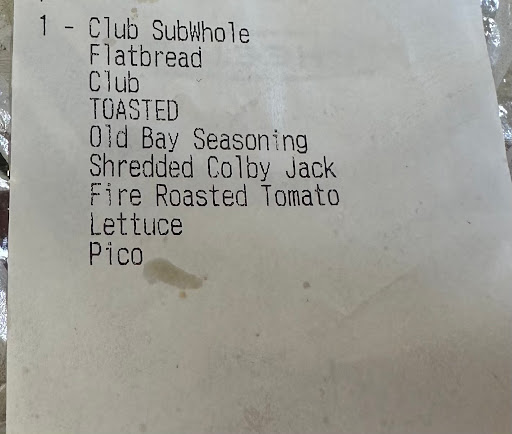 1 - Club SubWhole
Flatbread
Club
TOASTED
Old Bay Seasoning
Shredded Colby Jack
Fire Roasted Tomato
Lettuce
Pico